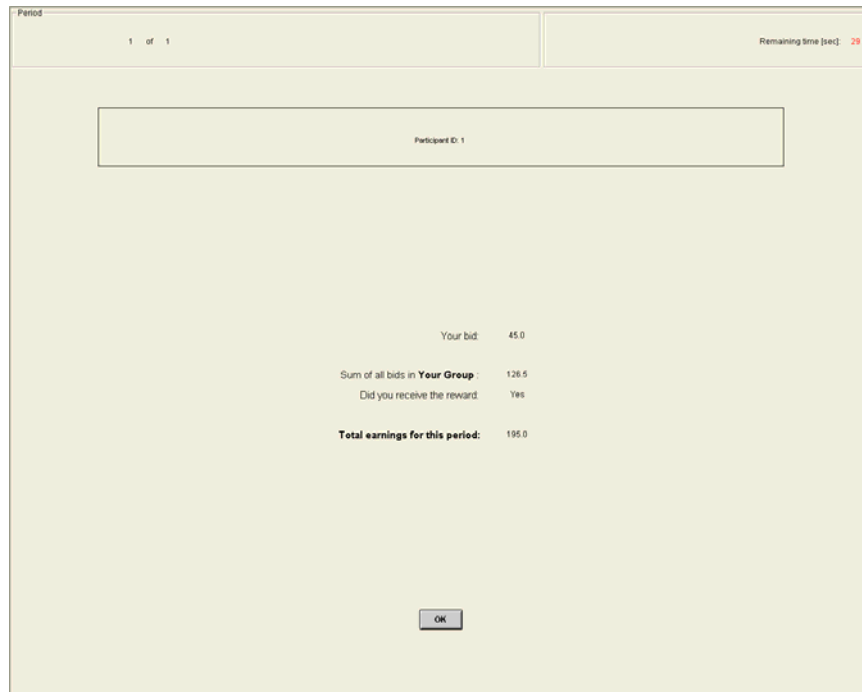 Period
1 of 1
Remaining time [sec]: 29
Participant ID: 1
Your bid: 45.0
Sum of all bids in Your Group : 126.5
Did you receive the reward: Yes
Total earnings for this period: 195.0
OK